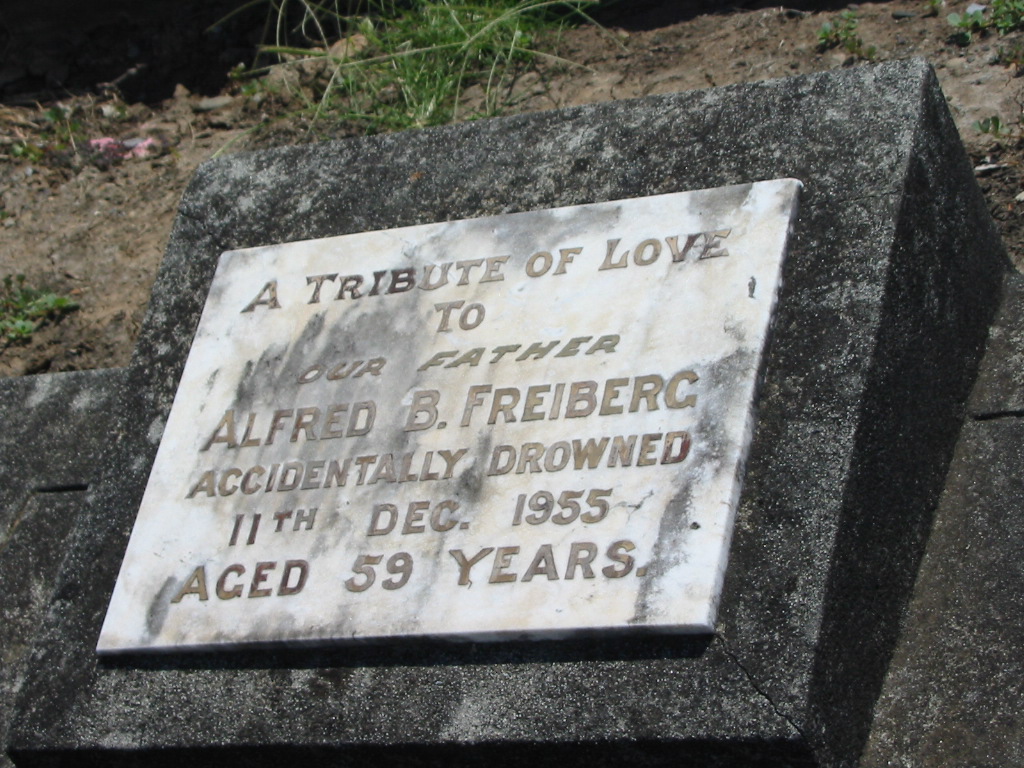 A TRIBUTE OF LOVE
TO
OUR FATHER
ALFRED B. FREIBERG
ACCIDENTALLY DROWNED
11TH DEC. 1955
AGED 59 YEARS.